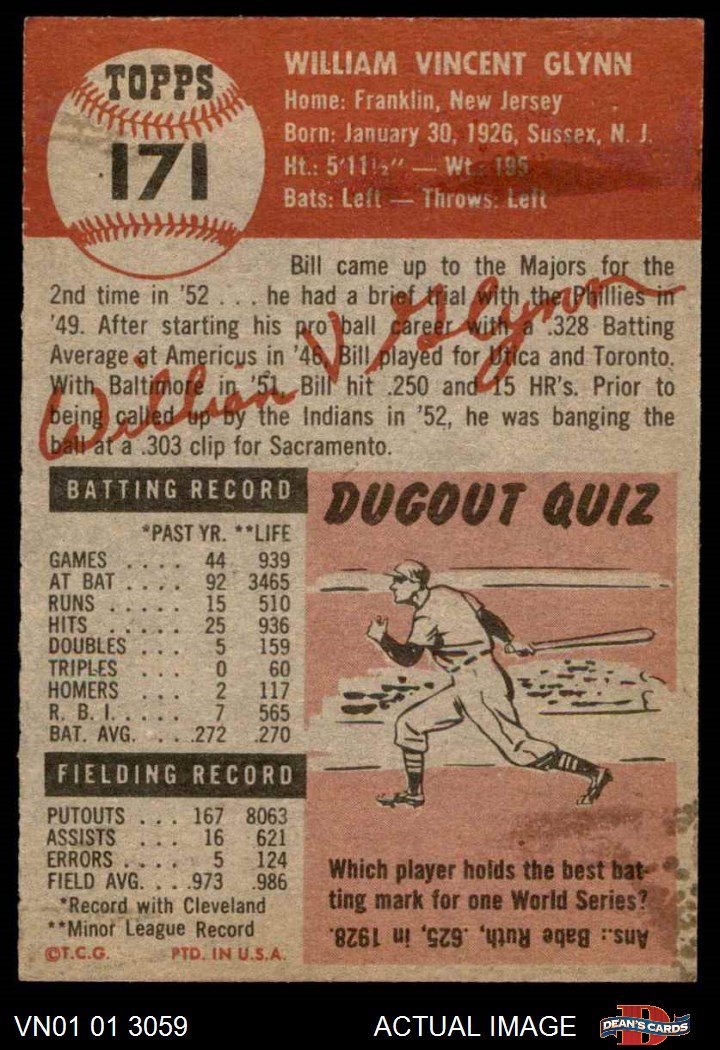 TOPPS
171
WILLIAM VINCENT GLYNN
Home: Franklin, New Jersey
Born: January 30, 1926, Sussex, N. J.
Ht.: 5'11½" — Wt.: 195
Bats: Left — Throws: Left
Bill came up to the Majors for the
2nd time in '52 . . . he had a brief trial with the Phillies in
'49. After starting his pro ball career with a .328 Batting
Average at Americus in '46, Bill played for Utica and Toronto.
With Baltimore in '51, Bill hit .250 and 15 HR's. Prior to
being called up by the Indians in '52, he was banging the
ball at a .303 clip for Sacramento.
William V Glynn
BATTING RECORD
*PAST YR. **LIFE
GAMES . . . . 44 939
AT BAT . . . . 92 3465
RUNS . . . . . 15 510
HITS . . . . . 25 936
DOUBLES . . . 5 159
TRIPLES . . . 0 60
HOMERS . . . 2 117
R. B. I. . . . . . 7 565
BAT. AVG. . . .272 .270
FIELDING RECORD
PUTOUTS . . . 167 8063
ASSISTS . . . 16 621
ERRORS . . . . 5 124
FIELD AVG. . . .973 .986
*Record with Cleveland
**Minor League Record
©T.C.G. PTD. IN U.S.A.
DUGOUT QUIZ
Which player holds the best bat-
ting mark for one World Series?
Ans.: Babe Ruth, .625, in 1928.
VN01 01 3059
ACTUAL IMAGE
D
DEAN'S CARDS